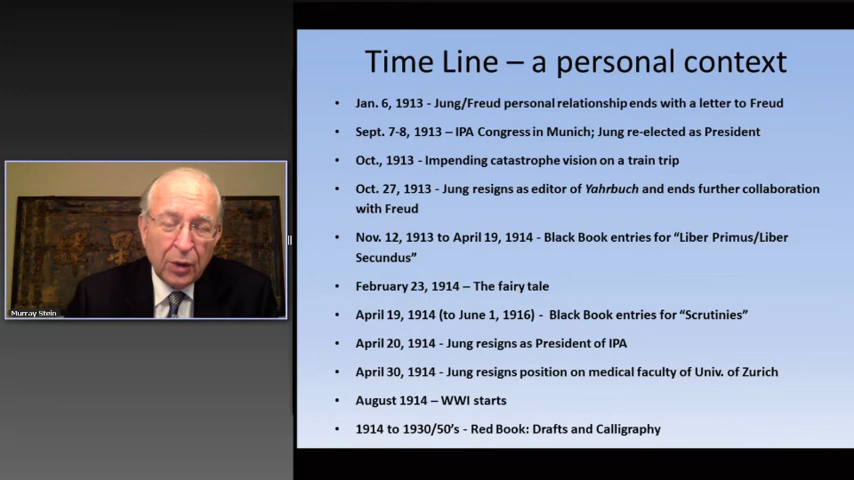 Time Line – a personal context
• Jan. 6, 1913 - Jung/Freud personal relationship ends with a letter to Freud
• Sept. 7-8, 1913 – IPA Congress in Munich; Jung re-elected as President
• Oct., 1913 - Impending catastrophe vision on a train trip
• Oct. 27, 1913 - Jung resigns as editor of Yahrbuch and ends further collaboration
with Freud
• Nov. 12, 1913 to April 19, 1914 - Black Book entries for “Liber Primus/Liber
Secundus”
• February 23, 1914 – The fairy tale
• April 19, 1914 (to June 1, 1916) - Black Book entries for “Scrutinies”
• April 20, 1914 - Jung resigns as President of IPA
• April 30, 1914 - Jung resigns position on medical faculty of Univ. of Zurich
• August 1914 – WWI starts
• 1914 to 1930/50’s - Red Book: Drafts and Calligraphy
Murray Stein